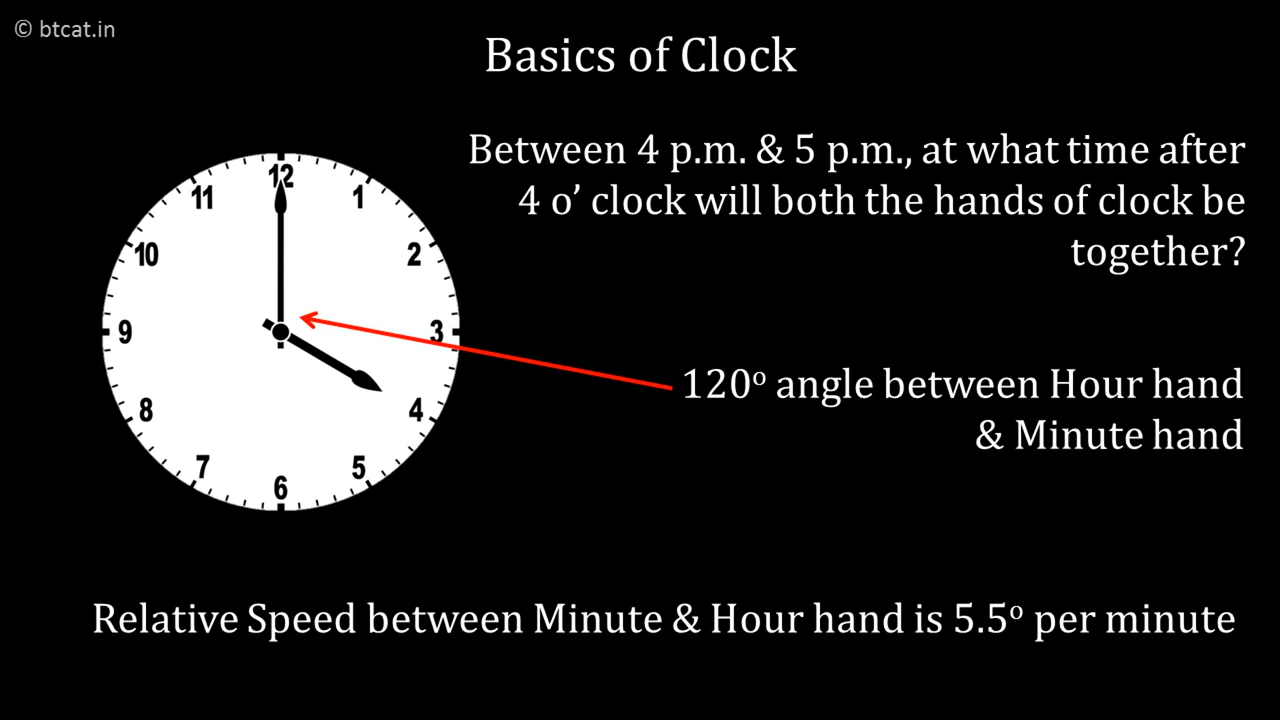 © btcat.in
Basics of Clock
Between 4 p.m. & 5 p.m., at what time after
4 o’ clock will both the hands of clock be
together?
12
11
1
10
2
9
3
8
4
7
5
6
120º angle between Hour hand
& Minute hand
Relative Speed between Minute & Hour hand is 5.5º per minute